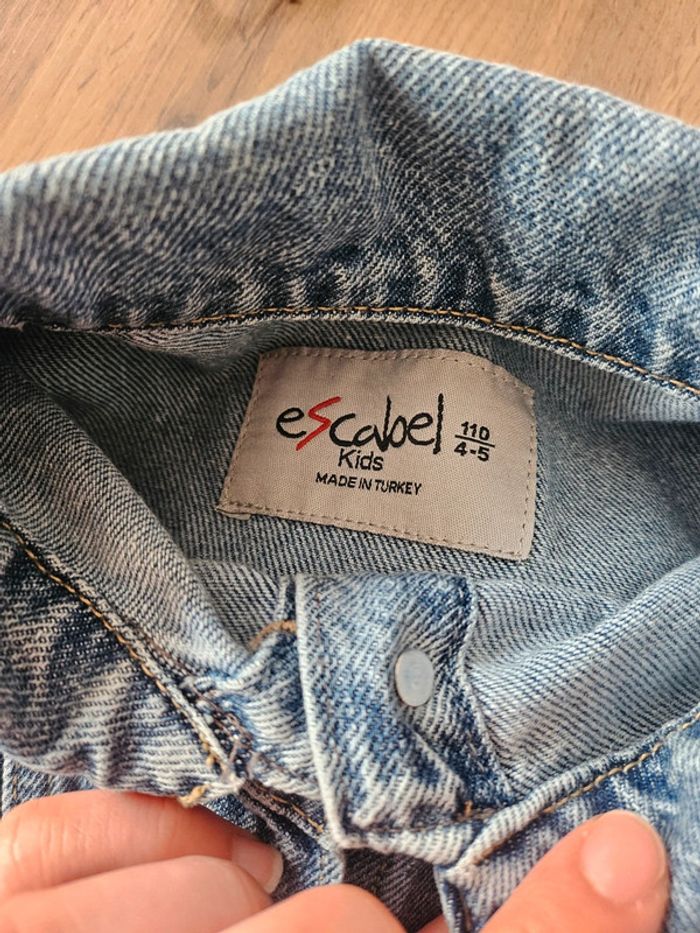 escabel
Kids
MADE IN TURKEY
110
4-5